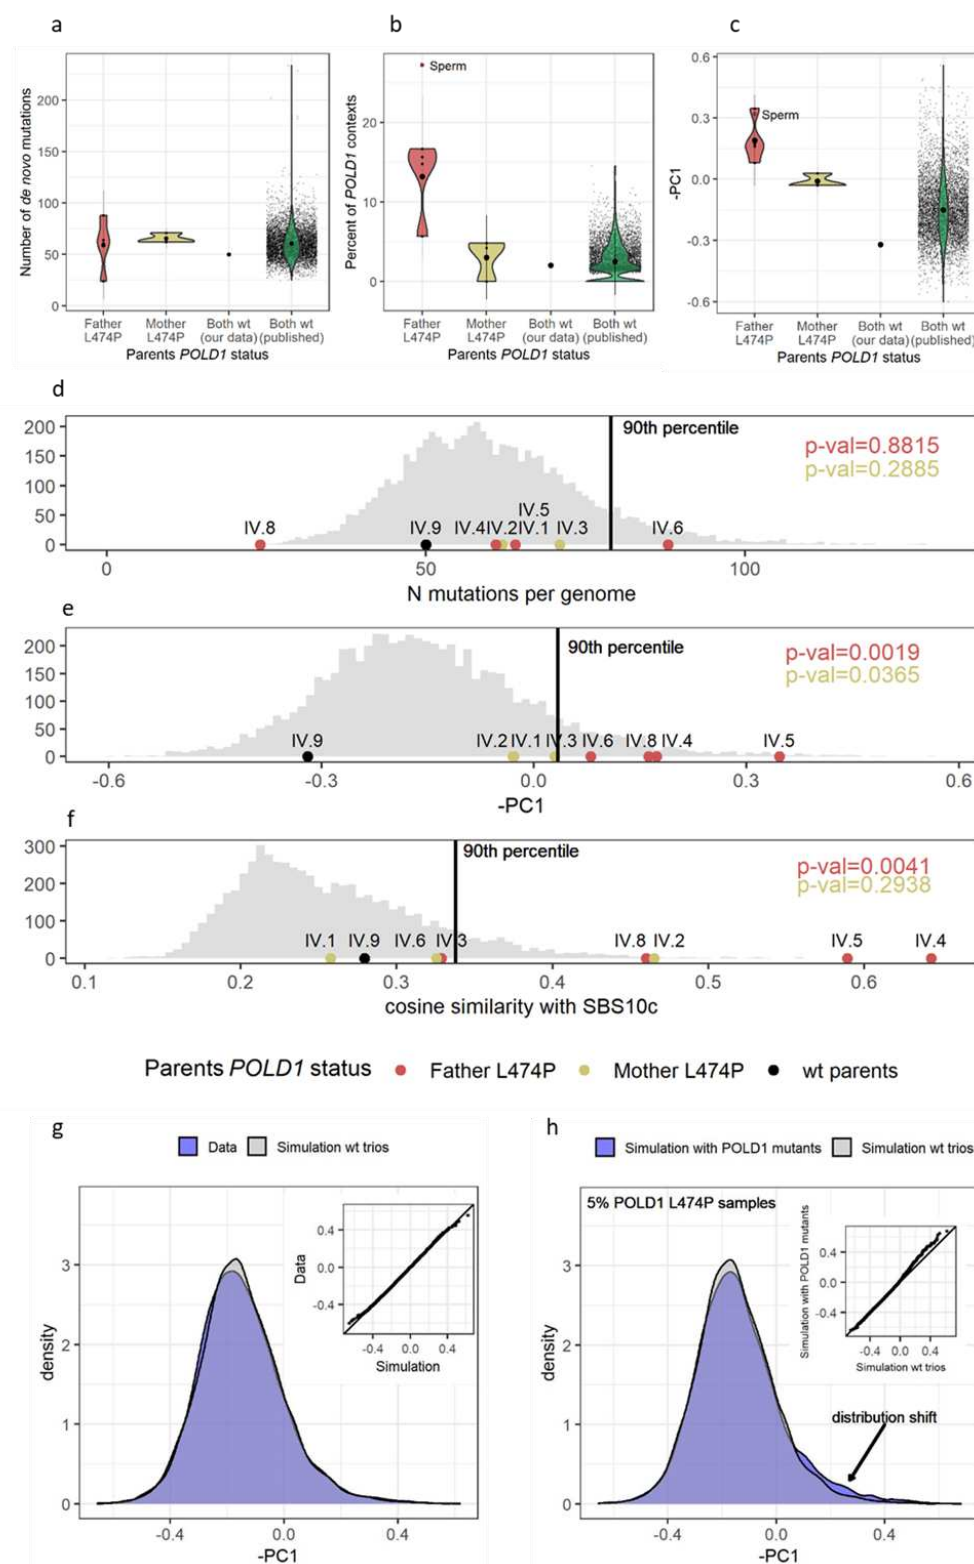 a
b
c
Number of de novo mutations
200
150
100
50
0
Father L474P
Mother L474P
Both wt (our data)
Both wt (published)
Parents POLD1 status
Percent of POLD1 contexts
20
10
0
Sperm
Father L474P
Mother L474P
Both wt (our data)
Both wt (published)
Parents POLD1 status
-PC1
0.6
0.3
0.0
-0.3
-0.6
Sperm
Father L474P
Mother L474P
Both wt (our data)
Both wt (published)
Parents POLD1 status
d
200
150
100
50
0
90th percentile
p-val=0.8815
p-val=0.2885
IV.5
IV.8 IV.9 IV.4 IV.2 IV.1 IV.3 IV.6
0 50 100
N mutations per genome
e
200
150
100
50
0
90th percentile
p-val=0.0019
p-val=0.0365
IV.9 IV.2 IV.1 IV.3 IV.6 IV.8 IV.4 IV.5
-0.6 -0.3 0.0 0.3 0.6
-PC1
f
300
200
100
0
90th percentile
p-val=0.0041
p-val=0.2938
IV.1 IV.9 IV.6 IV.3 IV.8 IV.2 IV.5 IV.4
0.1 0.2 0.3 0.4 0.5 0.6
cosine similarity with SBS10c
Parents POLD1 status Father L474P Mother L474P wt parents
g
Data Simulation wt trios
density
3
2
1
0
-0.4 0.0 0.4
-PC1
Data
0.4
0.0
-0.4
-0.4 0.0 0.4
Simulation
h
Simulation with POLD1 mutants Simulation wt trios
5% POLD1 L474P samples
density
3
2
1
0
-0.4 0.0 0.4
-PC1
Simulation with POLD1 mutants
0.4
0.0
-0.4
-0.4 0.0 0.4
Simulation wt trios
distribution shift